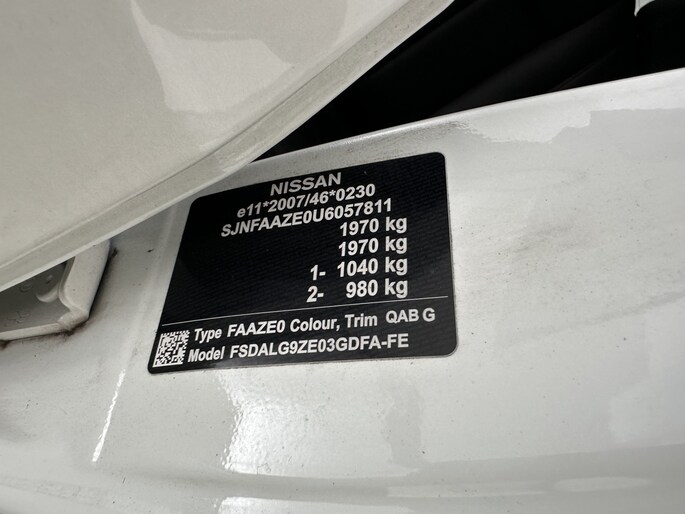 NISSAN
e11*2007/46*0230
SJNFAAZE0U6057811
1970 kg
1970 kg
1- 1040 kg
2- 980 kg
Type FAAZE0 Colour, Trim QAB G
Model FSDALG9ZE03GDFA-FE